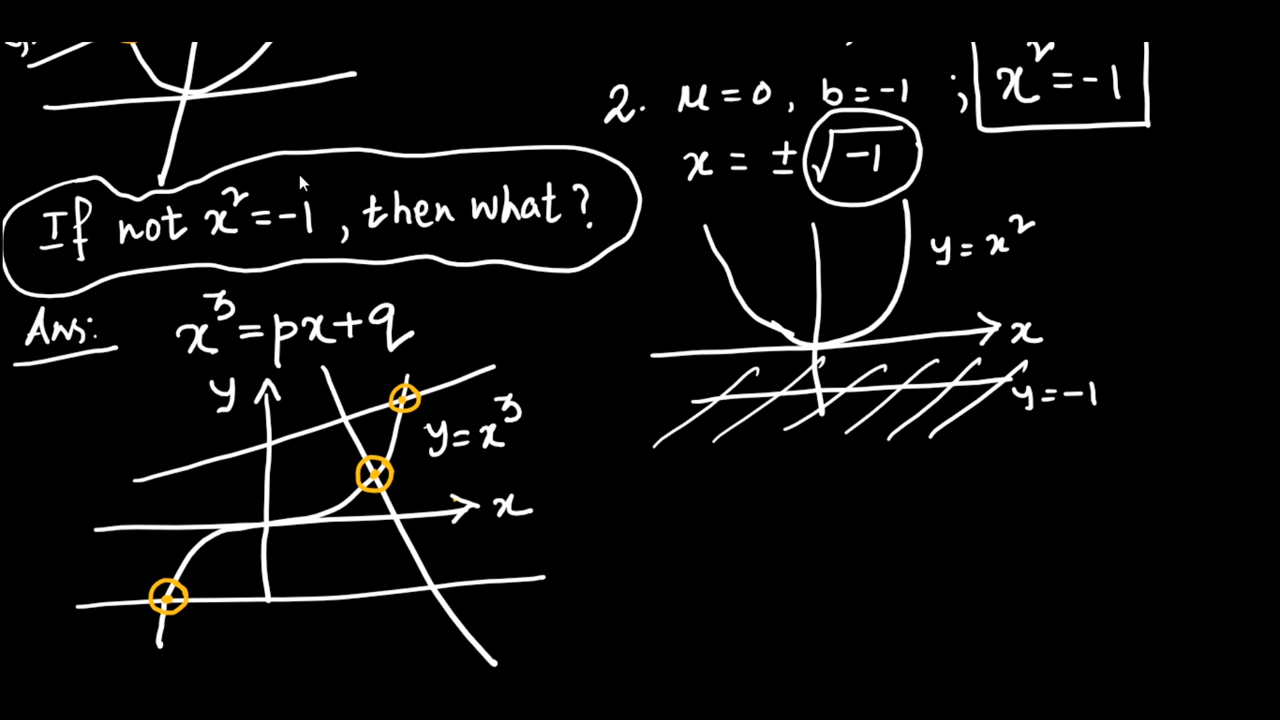 2. μ = 0, b = -1 ; x² = -1
x = ± √-1
If not x² = -1, then what?
y = x²
x
y = -1
Ans: x³ = px + q
y
y = x³
x